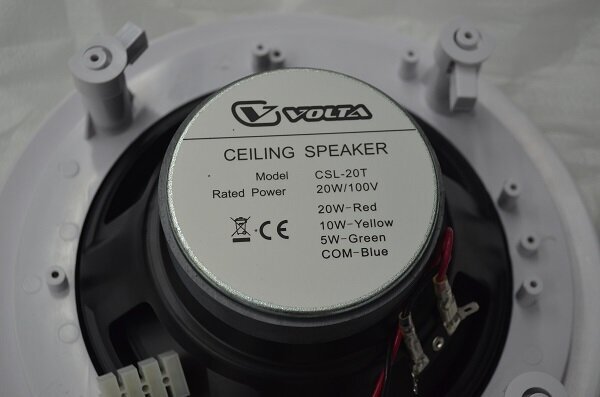 VOLTA
CEILING SPEAKER
Model CSL-20T
Rated Power 20W/100V
20W-Red
10W-Yellow
5W-Green
COM-Blue
CE